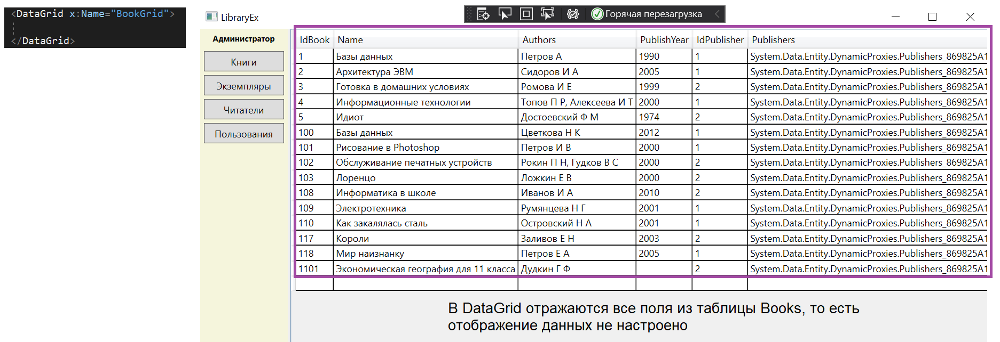 <DataGrid x:Name="BookGrid">
</DataGrid>
LibraryEx
Горячая перезагрузка
Администратор
Книги
Экземпляры
Читатели
Пользования
IdBook Name Authors PublishYear IdPublisher Publishers
1 Базы данных Петров А 1990 1 System.Data.Entity.DynamicProxies.Publishers_869825A1
2 Архитектура ЭВМ Сидоров И А 2005 1 System.Data.Entity.DynamicProxies.Publishers_869825A1
3 Готовка в домашних условиях Ромова И Е 1999 2 System.Data.Entity.DynamicProxies.Publishers_869825A1
4 Информационные технологии Топов П Р, Алексеева И Т 2000 1 System.Data.Entity.DynamicProxies.Publishers_869825A1
5 Идиот Достоевский Ф М 1974 2 System.Data.Entity.DynamicProxies.Publishers_869825A1
100 Базы данных Цветкова Н К 2012 1 System.Data.Entity.DynamicProxies.Publishers_869825A1
101 Рисование в Photoshop Петров И В 2000 1 System.Data.Entity.DynamicProxies.Publishers_869825A1
102 Обслуживание печатных устройств Рокин П Н, Гудков В С 2000 2 System.Data.Entity.DynamicProxies.Publishers_869825A1
103 Лоренцо Ложкин Е В 2000 2 System.Data.Entity.DynamicProxies.Publishers_869825A1
108 Информатика в школе Иванов И А 2010 2 System.Data.Entity.DynamicProxies.Publishers_869825A1
109 Электротехника Румянцева Н Г 2001 1 System.Data.Entity.DynamicProxies.Publishers_869825A1
110 Как закалялась сталь Островский Н А 2001 1 System.Data.Entity.DynamicProxies.Publishers_869825A1
117 Короли Заливов Е Н 2003 2 System.Data.Entity.DynamicProxies.Publishers_869825A1
118 Мир наизнанку Петров Е А 2005 1 System.Data.Entity.DynamicProxies.Publishers_869825A1
1101 Экономическая география для 11 класса Дудкин Г Ф 2 System.Data.Entity.DynamicProxies.Publishers_869825A1
В DataGrid отражаются все поля из таблицы Books, то есть
отображение данных не настроено